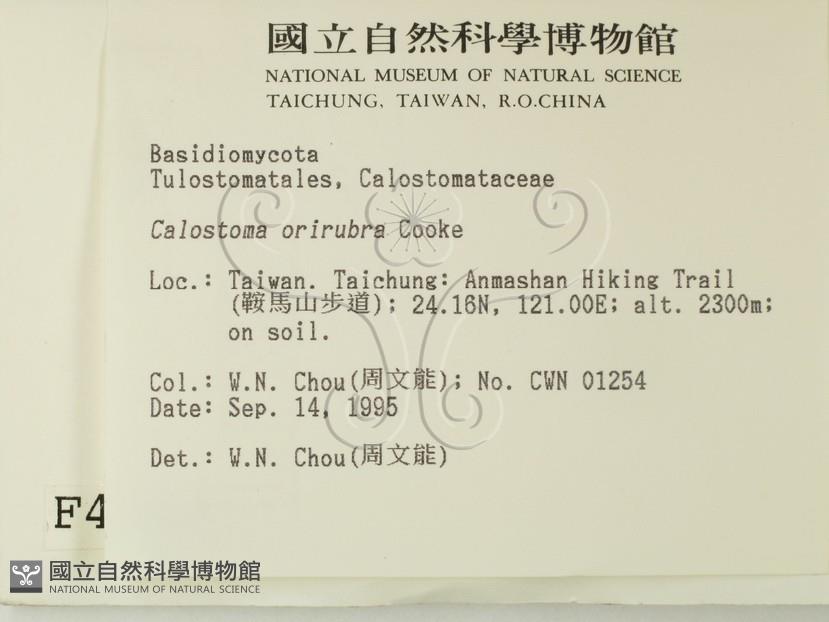 國立自然科學博物館
NATIONAL MUSEUM OF NATURAL SCIENCE
TAICHUNG, TAIWAN, R.O.CHINA
Basidiomycota
Tulostomatales, Calostomataceae
Calostoma orirubra Cooke
Loc.: Taiwan. Taichung: Anmashan Hiking Trail
(鞍馬山步道); 24.16N, 121.00E; alt. 2300m;
on soil.
Col.: W.N. Chou(周文能); No. CWN 01254
Date: Sep. 14, 1995
Det.: W.N. Chou(周文能)
F4
國立自然科學博物館
NATIONAL MUSEUM OF NATURAL SCIENCE